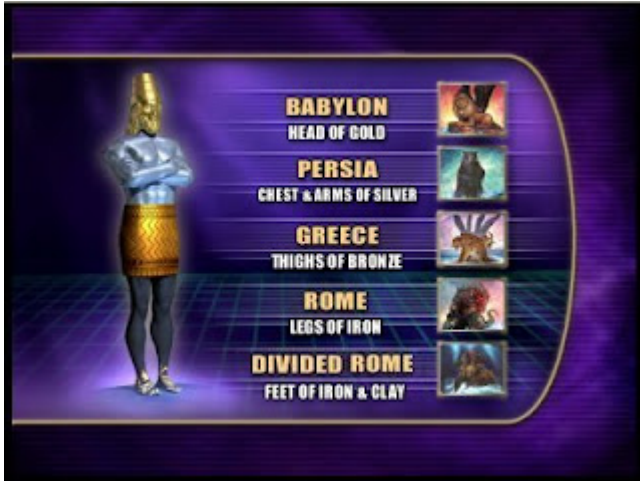 BABYLON
HEAD OF GOLD
PERSIA
CHEST & ARMS OF SILVER
GREECE
THIGHS OF BRONZE
ROME
LEGS OF IRON
DIVIDED ROME
FEET OF IRON & CLAY